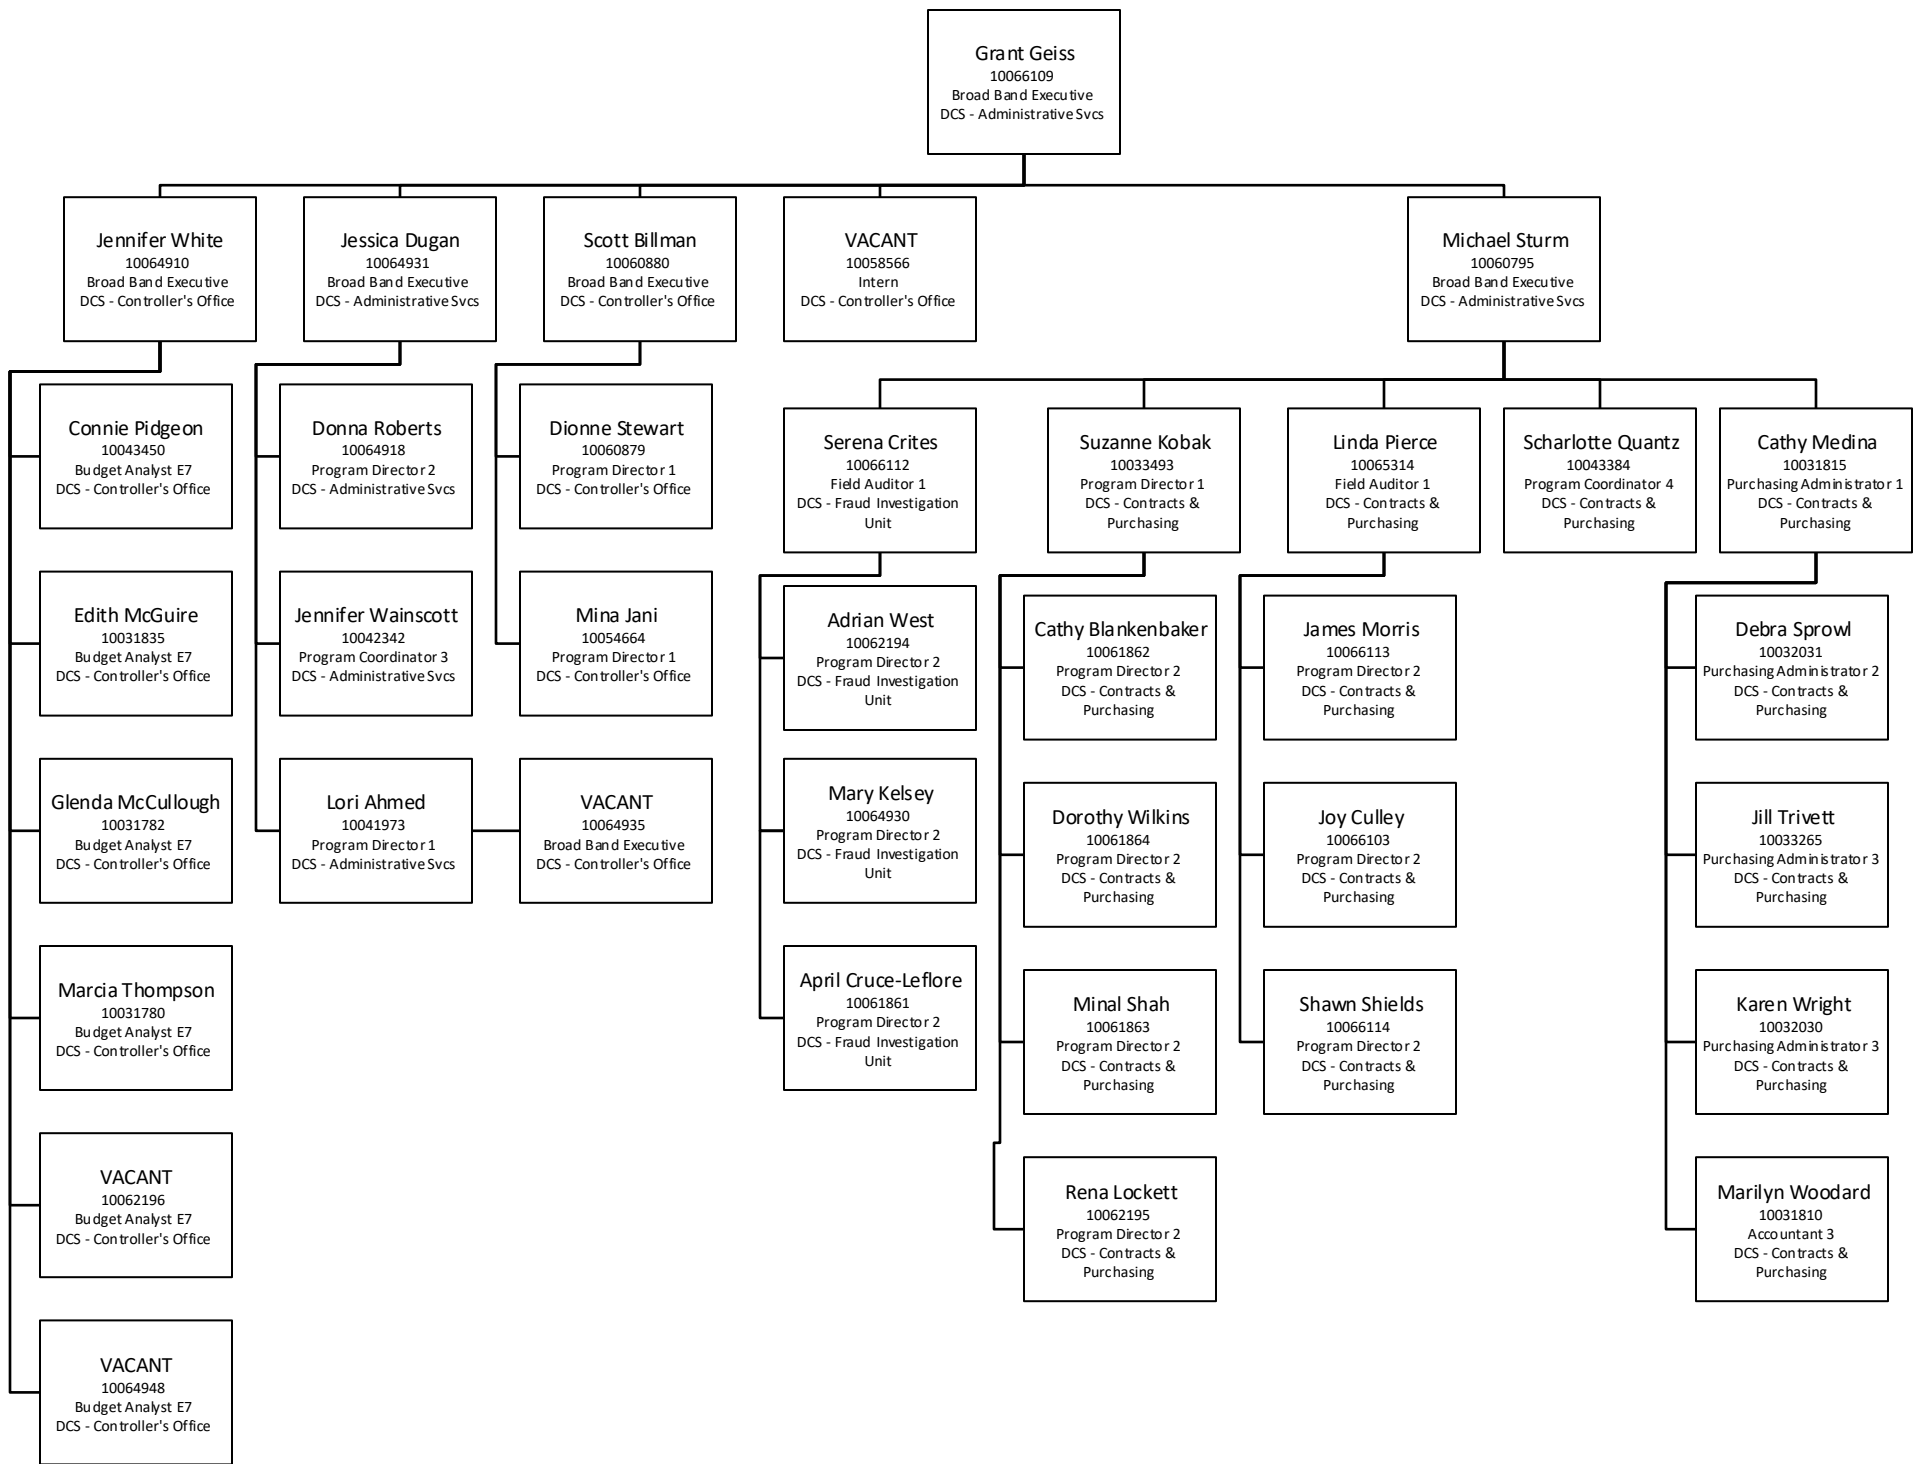 Grant Geiss
10066109
Broad Band Executive
DCS - Administrative Svcs
Jennifer White
10064910
Broad Band Executive
DCS - Controller's Office
Jessica Dugan
10064931
Broad Band Executive
DCS - Administrative Svcs
Scott Billman
10060880
Broad Band Executive
DCS - Controller's Office
VACANT
10058566
Intern
DCS - Controller's Office
Michael Sturm
10060795
Broad Band Executive
DCS - Administrative Svcs
Connie Pidgeon
10043450
Budget Analyst E7
DCS - Controller's Office
Donna Roberts
10064918
Program Director 2
DCS - Administrative Svcs
Dionne Stewart
10060879
Program Director 1
DCS - Controller's Office
Serena Crites
10066112
Field Auditor 1
DCS - Fraud Investigation
Unit
Suzanne Kobak
10033493
Program Director 1
DCS - Contracts &
Purchasing
Linda Pierce
10065314
Field Auditor 1
DCS - Contracts &
Purchasing
Scharlotte Quantz
10043384
Program Coordinator 4
DCS - Contracts &
Purchasing
Cathy Medina
10031815
Purchasing Administrator 1
DCS - Contracts &
Purchasing
Edith McGuire
10031835
Budget Analyst E7
DCS - Controller's Office
Jennifer Wainscott
10042342
Program Coordinator 3
DCS - Administrative Svcs
Mina Jani
10054664
Program Director 1
DCS - Controller's Office
Adrian West
10062194
Program Director 2
DCS - Fraud Investigation
Unit
Cathy Blankenbaker
10061862
Program Director 2
DCS - Contracts &
Purchasing
James Morris
10066113
Program Director 2
DCS - Contracts &
Purchasing
Debra Sprowl
10032031
Purchasing Administrator 2
DCS - Contracts &
Purchasing
Glenda McCullough
10031782
Budget Analyst E7
DCS - Controller's Office
Lori Ahmed
10041973
Program Director 1
DCS - Administrative Svcs
VACANT
10064935
Broad Band Executive
DCS - Controller's Office
Mary Kelsey
10064930
Program Director 2
DCS - Fraud Investigation
Unit
Dorothy Wilkins
10061864
Program Director 2
DCS - Contracts &
Purchasing
Joy Culley
10066103
Program Director 2
DCS - Contracts &
Purchasing
Jill Trivett
10033265
Purchasing Administrator 3
DCS - Contracts &
Purchasing
Marcia Thompson
10031780
Budget Analyst E7
DCS - Controller's Office
April Cruce-Leflore
10061861
Program Director 2
DCS - Fraud Investigation
Unit
Minal Shah
10061863
Program Director 2
DCS - Contracts &
Purchasing
Shawn Shields
10066114
Program Director 2
DCS - Contracts &
Purchasing
Karen Wright
10032030
Purchasing Administrator 3
DCS - Contracts &
Purchasing
VACANT
10062196
Budget Analyst E7
DCS - Controller's Office
Rena Lockett
10062195
Program Director 2
DCS - Contracts &
Purchasing
Marilyn Woodard
10031810
Accountant 3
DCS - Contracts &
Purchasing
VACANT
10064948
Budget Analyst E7
DCS - Controller's Office